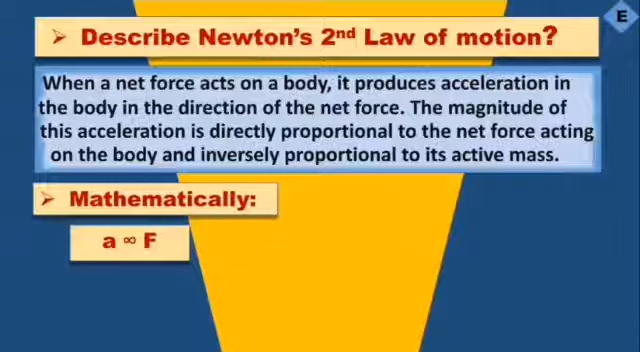 E
➢ Describe Newton's 2nd Law of motion?
When a net force acts on a body, it produces acceleration in
the body in the direction of the net force. The magnitude of
this acceleration is directly proportional to the net force acting
on the body and inversely proportional to its active mass.
➢ Mathematically:
a ∞ F